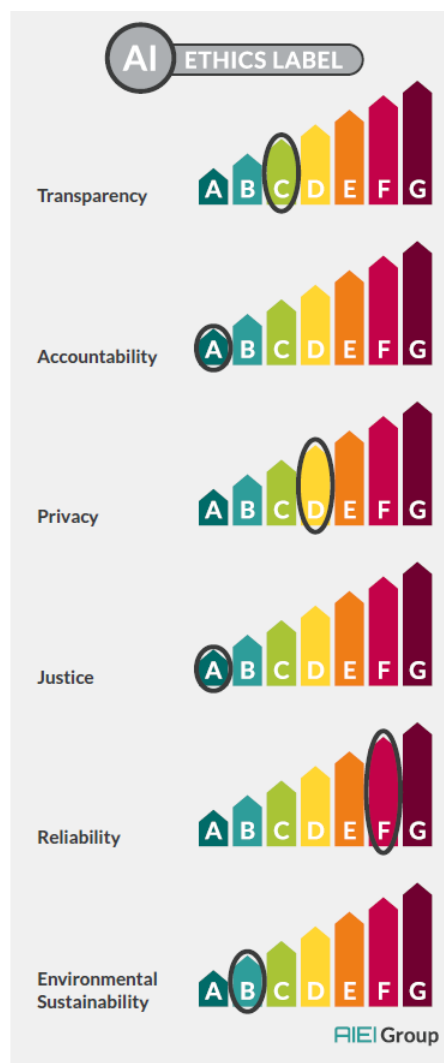 AI ETHICS LABEL
Transparency
A B C D E F G
Accountability
A B C D E F G
Privacy
A B C D E F G
Justice
A B C D E F G
Reliability
A B C D E F G
Environmental
Sustainability
A B C D E F G
AIEI Group